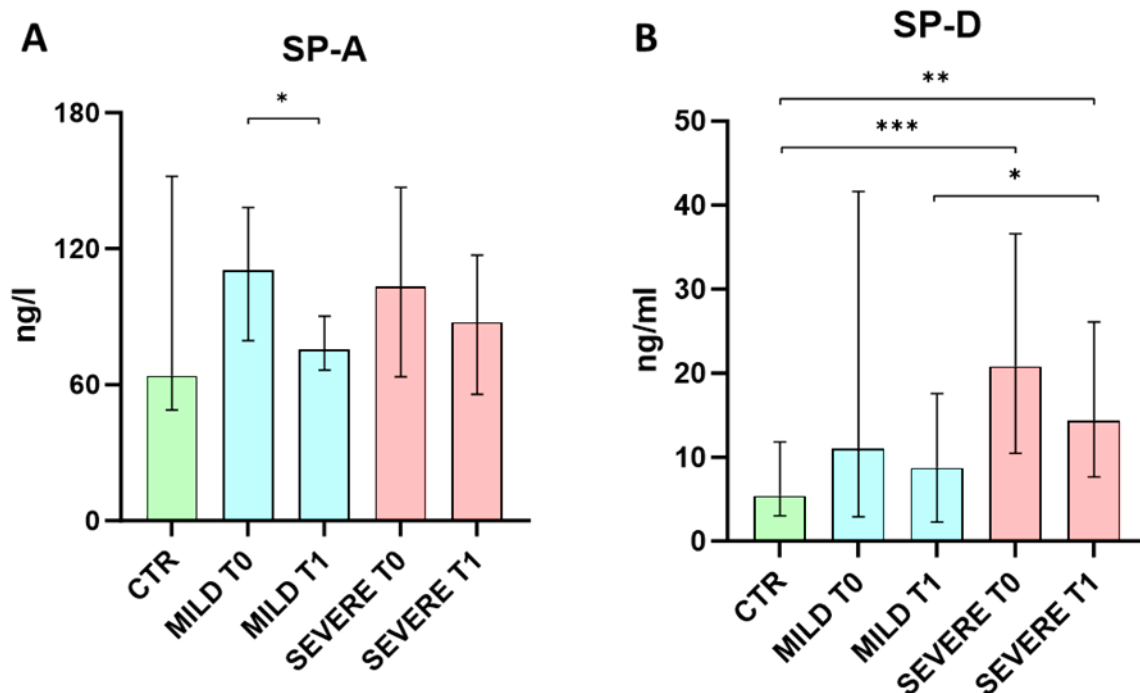 A
SP-A
*
180
120
60
0
ng/l
CTR
MILD T0
MILD T1
SEVERE T0
SEVERE T1
B
SP-D
**
***
*
50
40
30
20
10
0
ng/ml
CTR
MILD T0
MILD T1
SEVERE T0
SEVERE T1